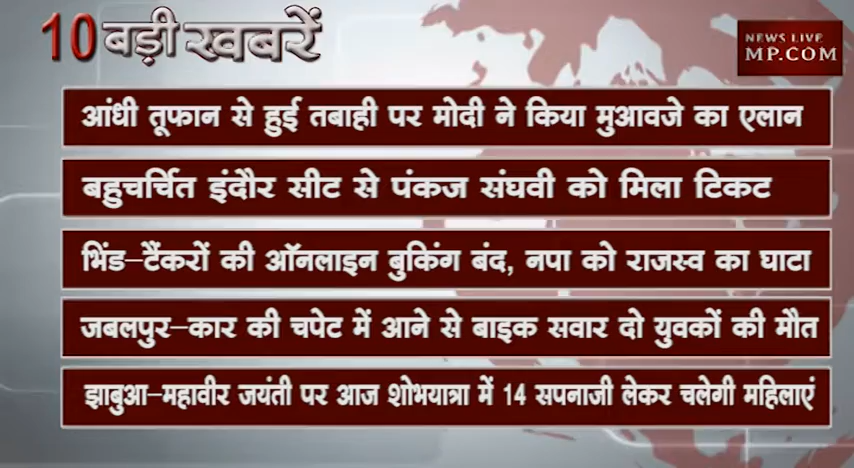 10 बड़ी खबरें
NEWS LIVE
MP.COM
आंधी तूफान से हुई तबाही पर मोदी ने किया मुआवजे का एलान
बहुचर्चित इंदौर सीट से पंकज संघवी को मिला टिकट
भिंड-टैंकरों की ऑनलाइन बुकिंग बंद, नपा को राजस्व का घाटा
जबलपुर-कार की चपेट में आने से बाइक सवार दो युवकों की मौत
झाबुआ-महावीर जयंती पर आज शोभयात्रा में 14 सपनाजी लेकर चलेगी महिलाएं